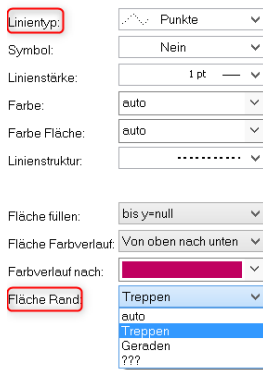 Linientyp: Punkte
Symbol: Nein
Linienstärke: 1 pt
Farbe: auto
Farbe Fläche: auto
Linienstruktur:
Fläche füllen: bis y=null
Fläche Farbverlauf: Von oben nach unten
Farbverlauf nach:
Fläche Rand: Treppen
auto
Treppen
Geraden
???